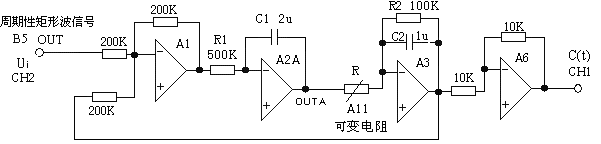 周期性矩形波信号
B5 OUT
Ui
CH2
200K
200K
200K
A1
R1
500K
C1 2u
A2A
OUTA
R
A11
可变电阻
R2 100K
C2 1u
A3
10K
10K
A6
C(t)
CH1